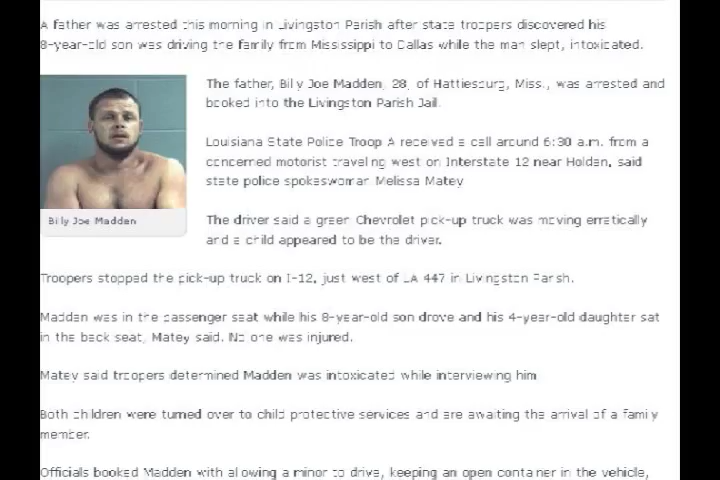 A father was arrested this morning in Livingston Parish after state troopers discovered his
8-year-old son was driving the family from Mississippi to Dallas while the man slept, intoxicated.
The father, Billy Joe Madden, 28, of Hattiesburg, Miss., was arrested and
booked into the Livingston Parish Jail.
Louisiana State Police Troop A received a call around 6:30 a.m. from a
concerned motorist traveling west on Interstate 12 near Holden, said
state police spokeswoman Melissa Matey
Billy Joe Madden
The driver said a green Chevrolet pick-up truck was moving erratically
and a child appeared to be the driver.
Troopers stopped the pick-up truck on I-12, just west of LA 447 in Livingston Parish.
Madden was in the passenger seat while his 8-year-old son drove and his 4-year-old daughter sat
in the back seat, Matey said. No one was injured.
Matey said troopers determined Madden was intoxicated while interviewing him
Both children were turned over to child protective services and are awaiting the arrival of a family
member.
Officials booked Madden with allowing a minor to drive, keeping an open container in the vehicle,